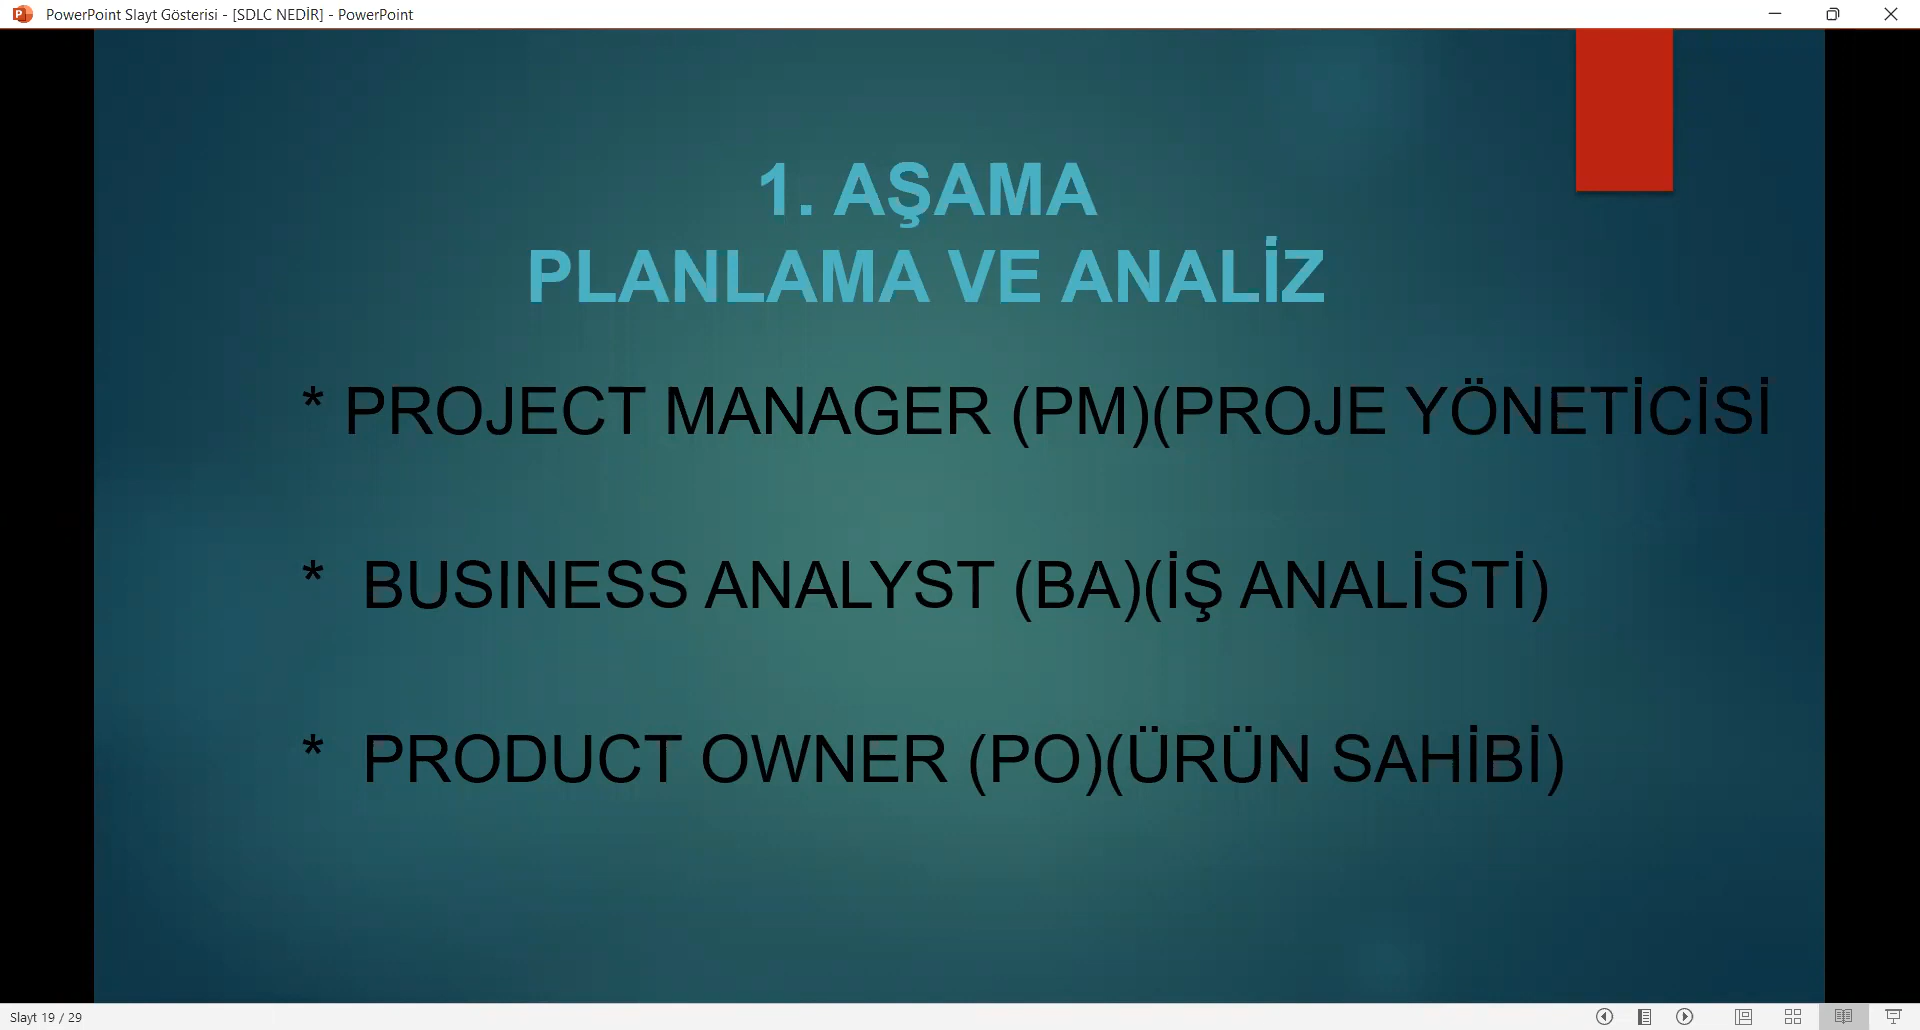 PowerPoint Slayt Gösterisi - [SDLC NEDİR] - PowerPoint
1. AŞAMA
PLANLAMA VE ANALİZ
* PROJECT MANAGER (PM)(PROJE YÖNETİCİSİ
* BUSINESS ANALYST (BA)(İŞ ANALİSTİ)
* PRODUCT OWNER (PO)(ÜRÜN SAHİBİ)
Slayt 19 / 29